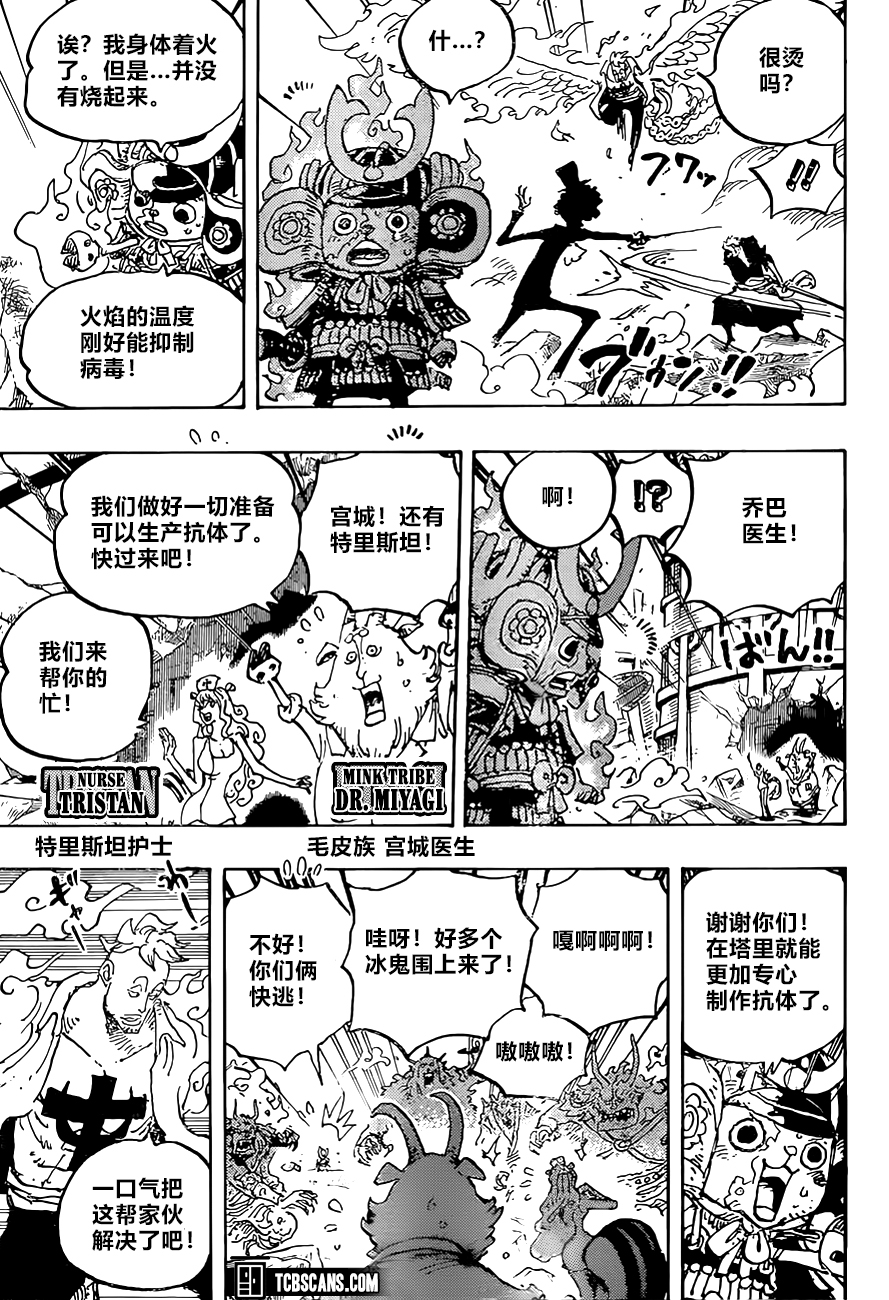 很烫
吗？
!!
什…？
フワッ
ブゥゥン!!
诶？我身体着火
了。但是…并没
有烧起来。
火焰的温度
刚好能抑制
病毒！
乔巴
医生！
!?
啊！
ばん!!
宫城！还有
特里斯坦！
我们做好一切准备
可以生产抗体了。
快过来吧！
我们来
帮你的
忙！
MINK TRIBE
DR. MIYAGI
NURSE
TRISTAN
毛皮族 宫城医生
特里斯坦护士
谢谢你们！
在塔里就能
更加专心
制作抗体了。
嘎啊啊啊！
哇呀！好多个
冰鬼围上来了！
不好！
你们俩
快逃！
嗷嗷嗷！
一口气把
这帮家伙
解决了吧！
TCBSCANS.COM